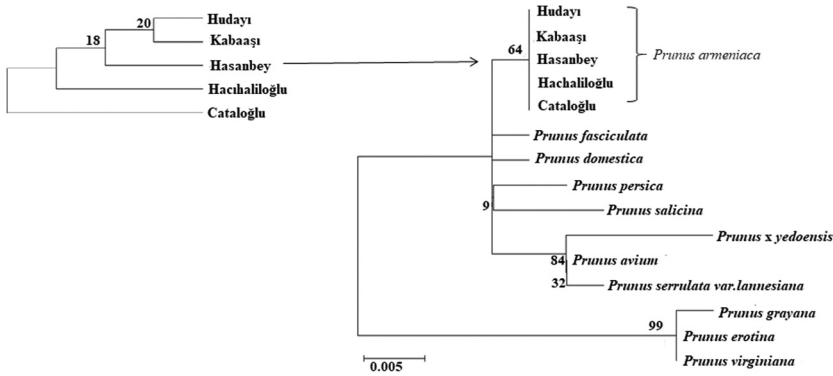 Hudayı
Kabaaşı
Hasanbey
Hacıhaliloğlu
Cataloğlu
20
18
Hudayı
Kabaaşı
Hasanbey
Hachaliloğlu
Cataloğlu
64
Prunus armeniaca
Prunus fasciculata
Prunus domestica
Prunus persica
9
Prunus salicina
Prunus x yedoensis
84
Prunus avium
32
Prunus serrulata var.lannesiana
Prunus grayana
99
Prunus erotina
Prunus virginiana
0.005